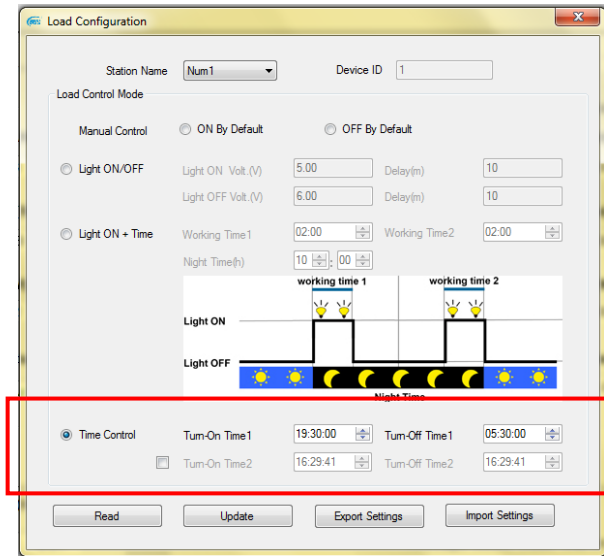 Load Configuration
Station Name Num1 Device ID 1
Load Control Mode
Manual Control ON By Default OFF By Default
Light ON/OFF Light ON Volt.(V) 5.00 Delay(m) 10
Light OFF Volt.(V) 6.00 Delay(m) 10
Light ON + Time Working Time1 02:00 Working Time2 02:00
Night Time(h) 10 : 00
working time 1 working time 2
Light ON
Light OFF
Night Time
Time Control Turn-On Time1 19:30:00 Turn-Off Time1 05:30:00
Turn-On Time2 16:29:41 Turn-Off Time2 16:29:41
Read Update Export Settings Import Settings